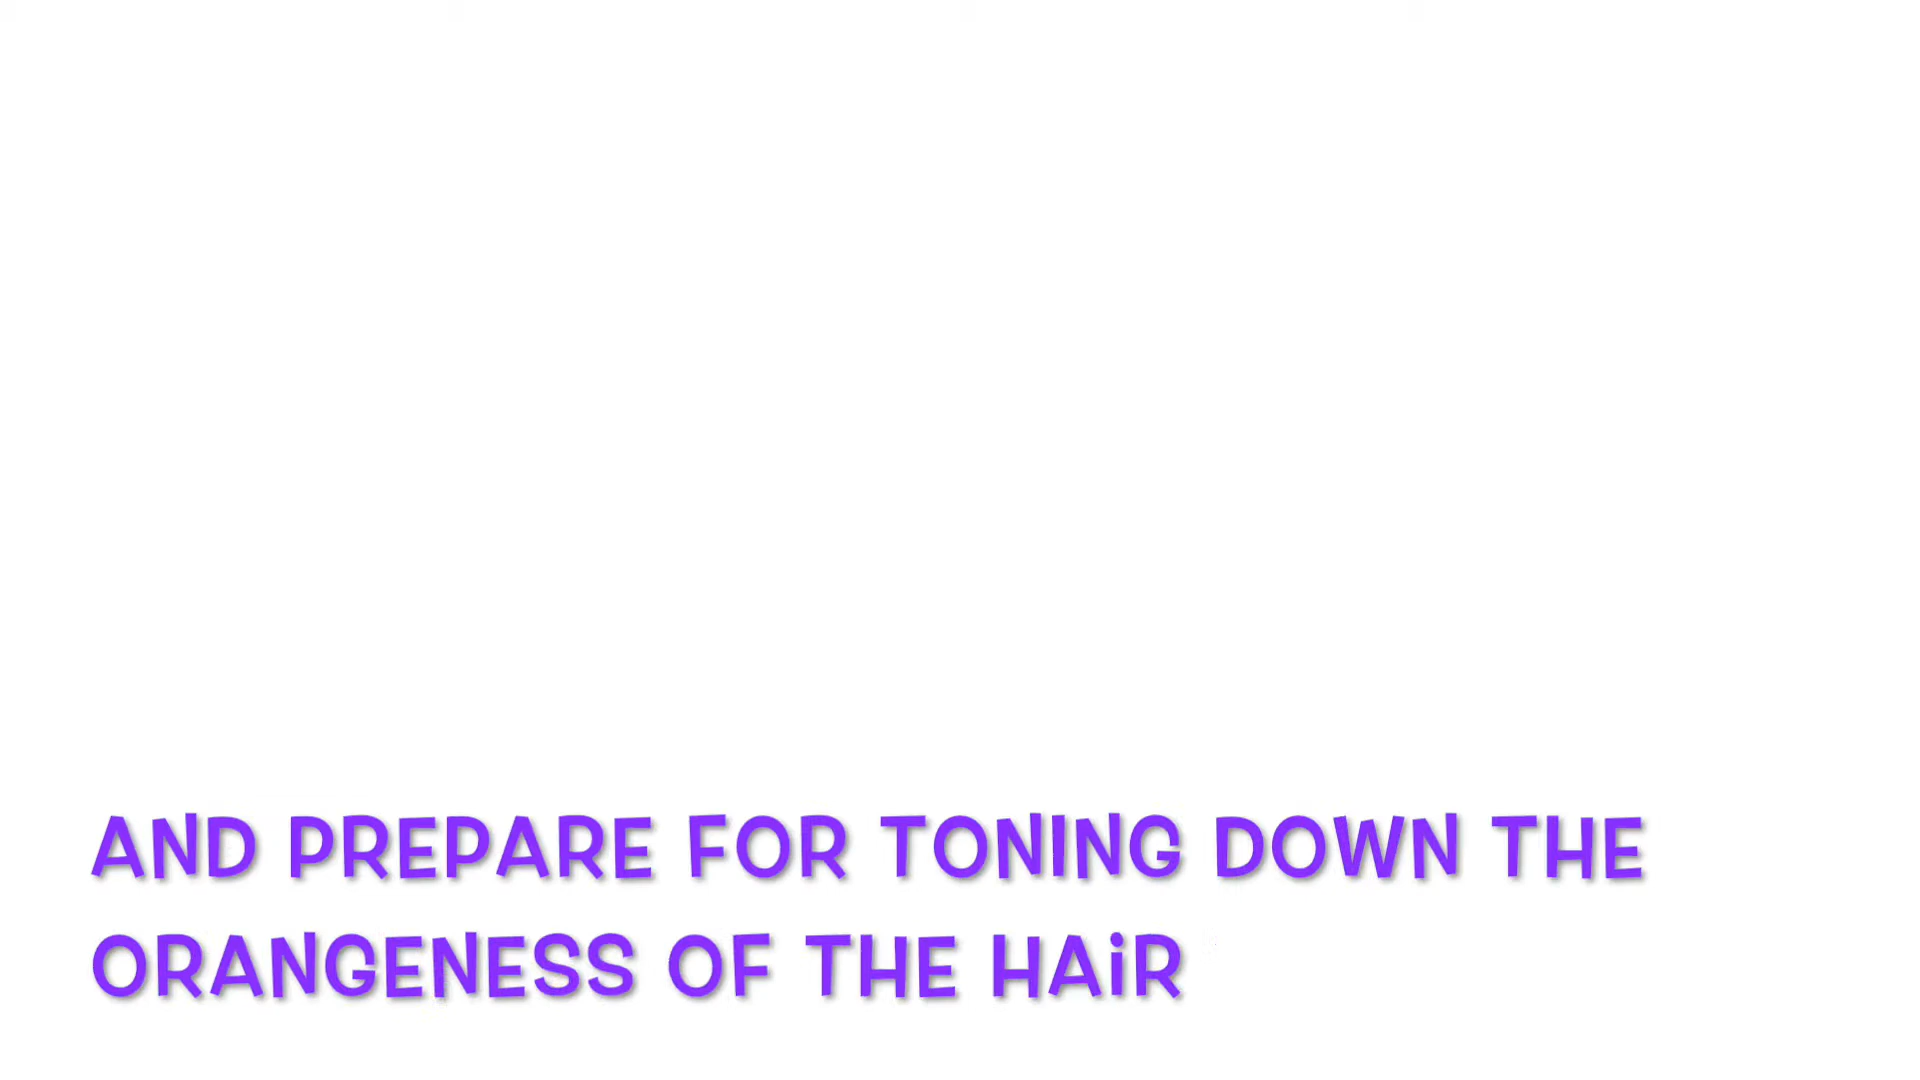 AND PREPARE FOR TONING DOWN THE
ORANGENESS OF THE HAiR